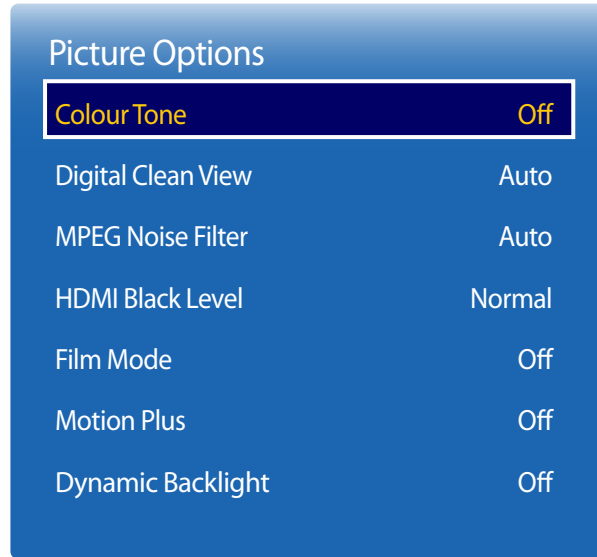 Picture Options
Colour Tone Off
Digital Clean View Auto
MPEG Noise Filter Auto
HDMI Black Level Normal
Film Mode Off
Motion Plus Off
Dynamic Backlight Off